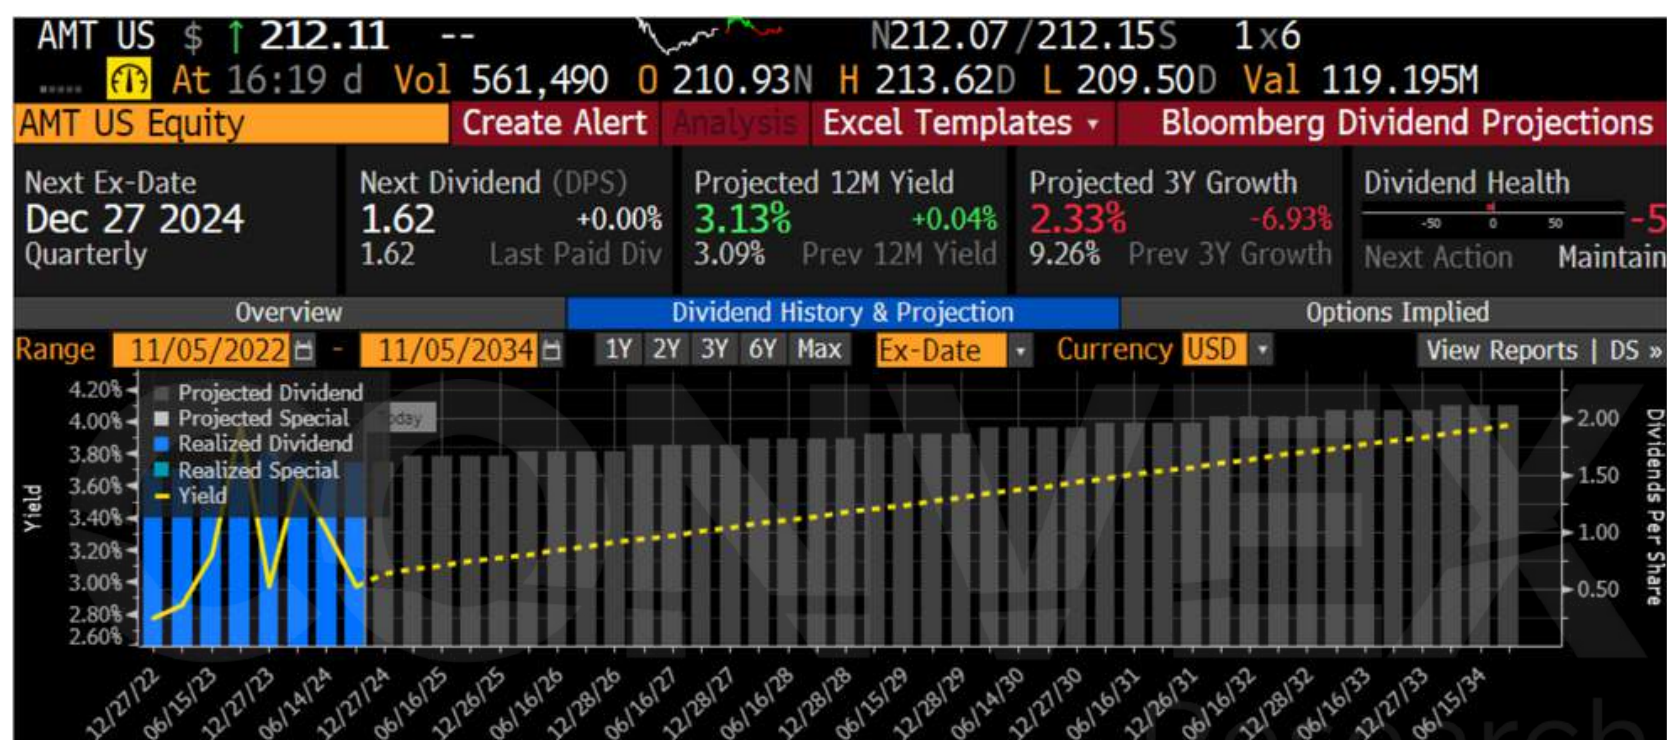 AMT US $ ↑ 212.11 -- N212.07/212.15S 1x6
At 16:19 d Vol 561,490 O 210.93N H 213.62D L 209.50D Val 119.195M
AMT US Equity Create Alert Analysis Excel Templates Bloomberg Dividend Projections
Next Ex-Date Next Dividend (DPS) Projected 12M Yield Projected 3Y Growth Dividend Health
Dec 27 2024 1.62 +0.00% 3.13% +0.04% 2.33% -6.93% -50 0 50 -5
Quarterly 1.62 Last Paid Div 3.09% Prev 12M Yield 9.26% Prev 3Y Growth Next Action Maintain
Overview Dividend History & Projection Options Implied
Range 11/05/2022 - 11/05/2034 1Y 2Y 3Y 6Y Max Ex-Date Currency USD View Reports | DS »
Projected Dividend
Projected Special
Realized Dividend
Realized Special
Yield
Yield
4.20%
4.00%
3.80%
3.60%
3.40%
3.20%
3.00%
2.80%
2.60%
2.00
1.50
1.00
0.50
Dividends Per Share
12/27/22 06/15/23 12/27/23 06/14/24 12/27/24 06/16/25 12/26/25 06/16/26 12/28/26 06/16/27 12/28/27 06/16/28 12/28/28 06/15/29 12/28/29 06/14/30 12/27/30 06/16/31 12/26/31 06/16/32 12/28/32 06/16/33 12/27/33 06/15/34
CONVEX
Research